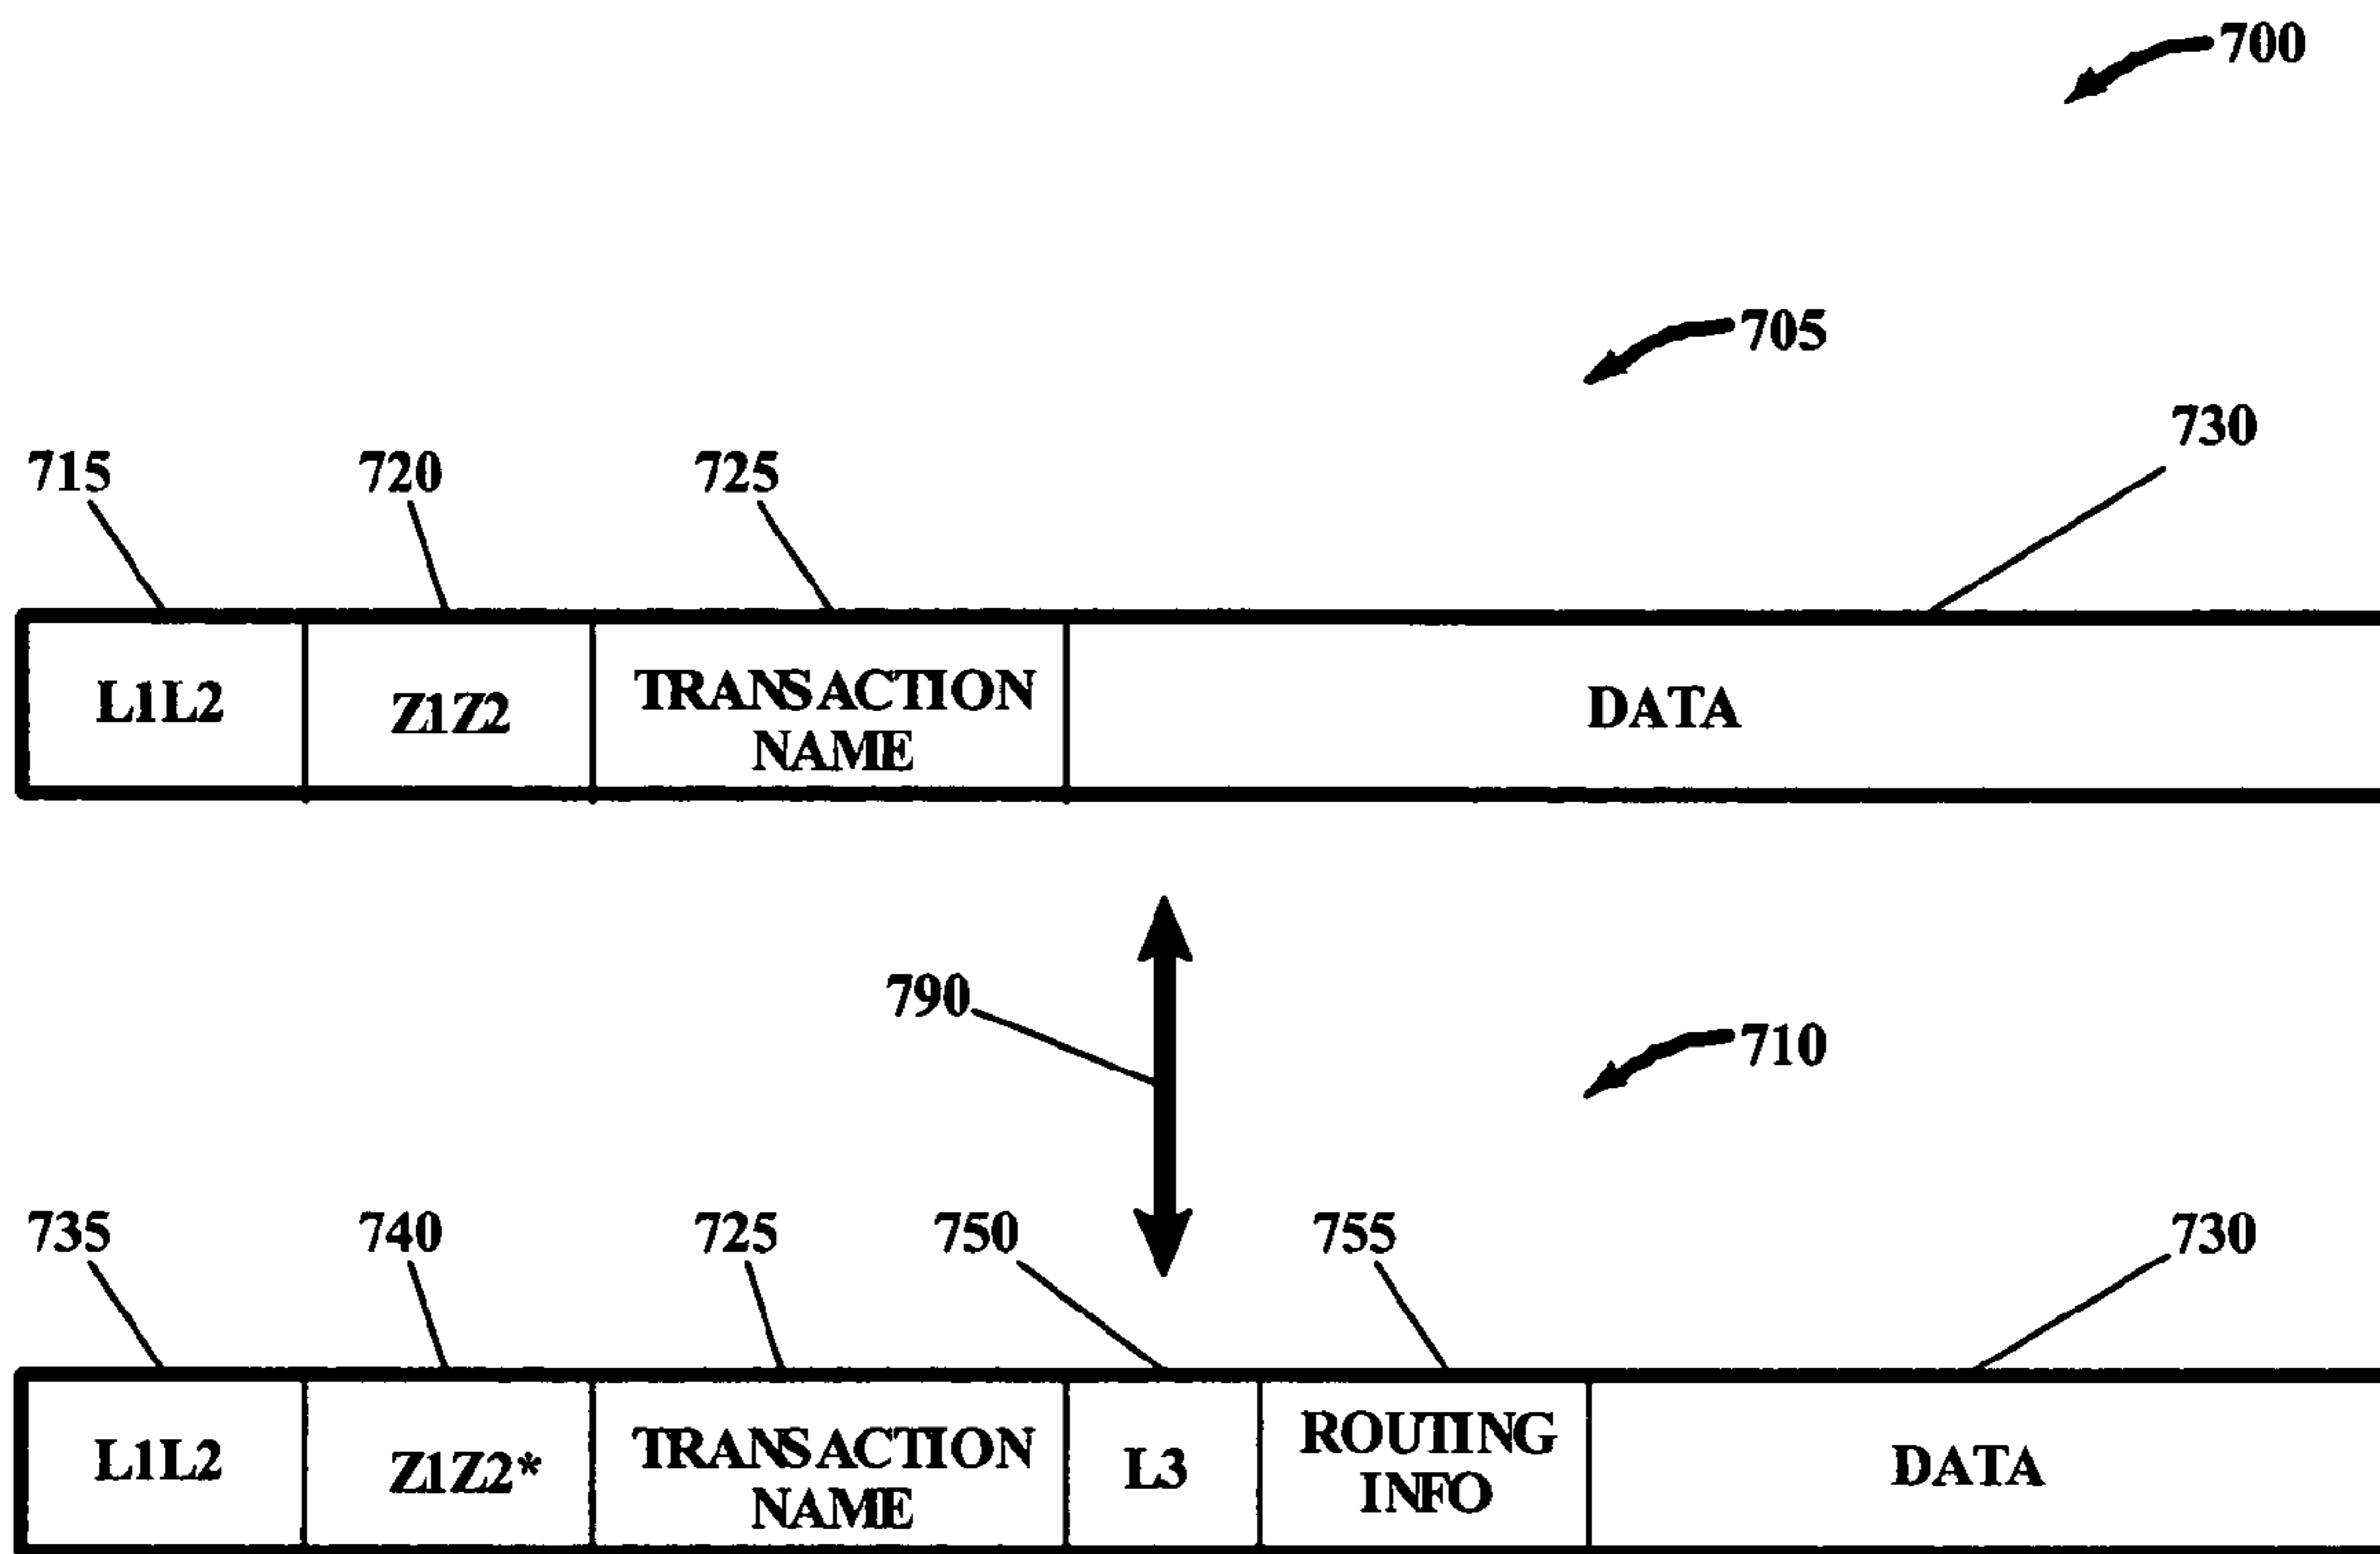 700
705
730
715 720 725
L1L2 Z1Z2 TRANSACTION NAME DATA
790
710
735 740 725 750 755 730
L1L2 Z1Z2* TRANSACTION NAME L3 ROUTING INFO DATA